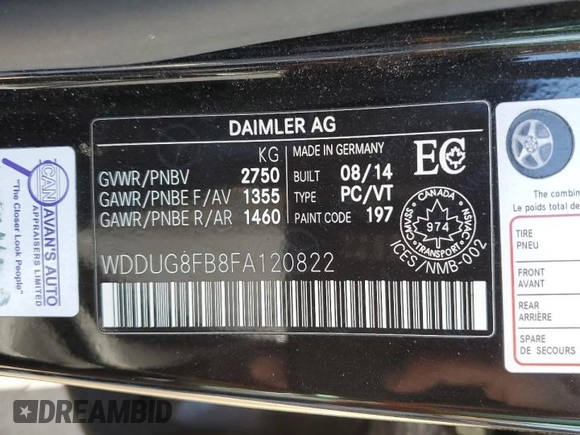 DAIMLER AG
KG
GVWR/PNBV 2750
GAWR/PNBE F/AV 1355
GAWR/PNBE R/AR 1460
MADE IN GERMANY
BUILT 08/14
TYPE PC/VT
PAINT CODE 197
EC
CANADA
CMVSS NSVAC
974
TRANSPORT
ICES/NMB-002
WDDUG8FB8FA120822
CAN
AVAN'S AUTO
APPRAISERS LIMITED
"The Closer Look People"
The combin
Le poids total de
TIRE
PNEU
FRONT
AVANT
REAR
ARRIÈRE
SPARE
DE SECOURS
DREAMBID